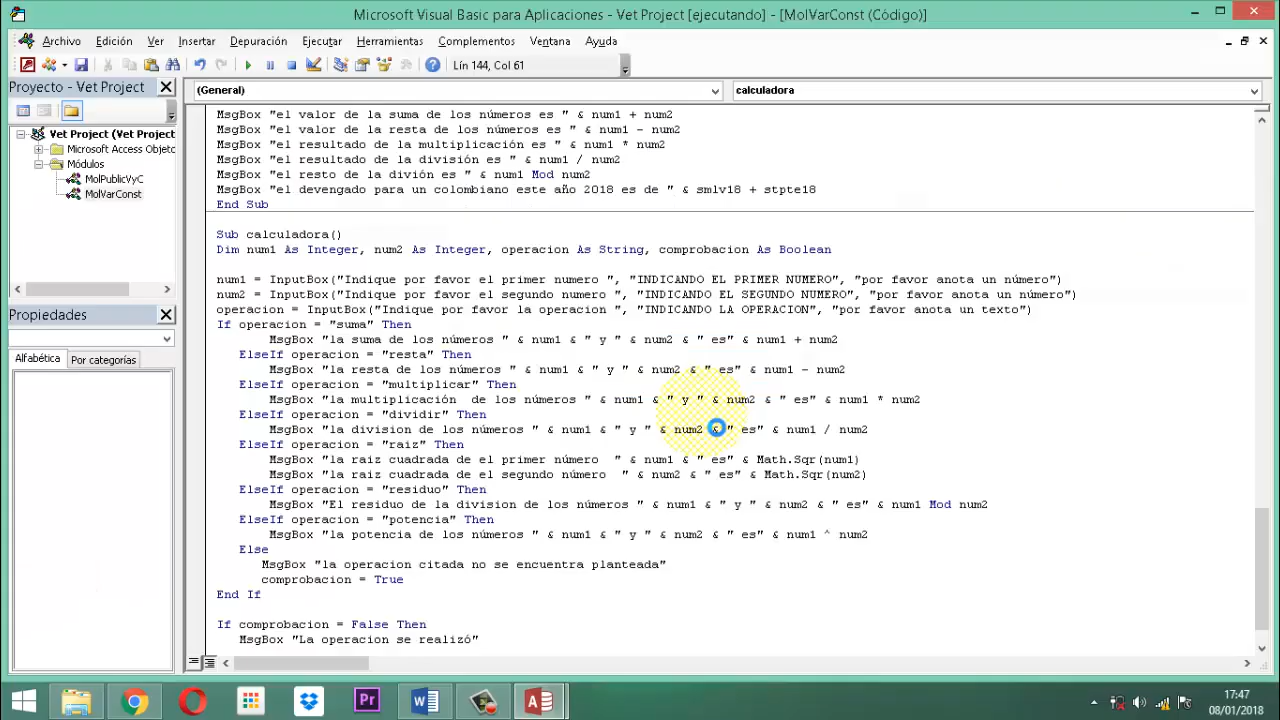 Microsoft Visual Basic para Aplicaciones - Vet Project [ejecutando] - [MolVarConst (Código)]
Archivo Edición Ver Insertar Depuración Ejecutar Herramientas Complementos Ventana Ayuda
Lín 144, Col 61
Proyecto - Vet Project
(General)
calculadora
Vet Project (Vet Project
Microsoft Access Objeto
Módulos
MolPublicVyC
MolVarConst
Propiedades
Alfabética Por categorías
MsgBox "el valor de la suma de los números es " & num1 + num2
MsgBox "el valor de la resta de los números es " & num1 - num2
MsgBox "el resultado de la multiplicación es " & num1 * num2
MsgBox "el resultado de la división es " & num1 / num2
MsgBox "el resto de la divión es " & num1 Mod num2
MsgBox "el devengado para un colombiano este año 2018 es de " & smlv18 + stpte18
End Sub
Sub calculadora()
Dim num1 As Integer, num2 As Integer, operacion As String, comprobacion As Boolean
num1 = InputBox("Indique por favor el primer numero ", "INDICANDO EL PRIMER NUMERO", "por favor anota un número")
num2 = InputBox("Indique por favor el segundo numero ", "INDICANDO EL SEGUNDO NUMERO, "por favor anota un número")
operacion = InputBox("Indique por favor la operacion ", "INDICANDO LA OPERACION", "por favor anota un texto")
If operacion = "suma" Then
MsgBox "la suma de los números " & num1 & " y " & num2 & " es" & num1 + num2
ElseIf operacion = "resta" Then
MsgBox "la resta de los números " & num1 & " y " & num2 & " es" & num1 - num2
ElseIf operacion = "multiplicar" Then
MsgBox "la multiplicación  de los números " & num1 & " y " & num2 & " es" & num1 * num2
ElseIf operacion = "dividir" Then
MsgBox "la division de los números " & num1 & " y " & num2 & " es" & num1 / num2
ElseIf operacion = "raiz" Then
MsgBox "la raiz cuadrada de el primer número  " & num1 & " es" & Math.Sqr(num1)
MsgBox "la raiz cuadrada de el segundo número  " & num2 & " es" & Math.Sqr(num2)
ElseIf operacion = "residuo" Then
MsgBox "El residuo de la division de los números " & num1 & " y " & num2 & " es" & num1 Mod num2
ElseIf operacion = "potencia" Then
MsgBox "la potencia de los números " & num1 & " y " & num2 & " es" & num1 ^ num2
Else
MsgBox "la operacion citada no se encuentra planteada"
comprobacion = True
End If
If comprobacion = False Then
MsgBox "La operacion se realizó"
Pr
17:47
08/01/2018